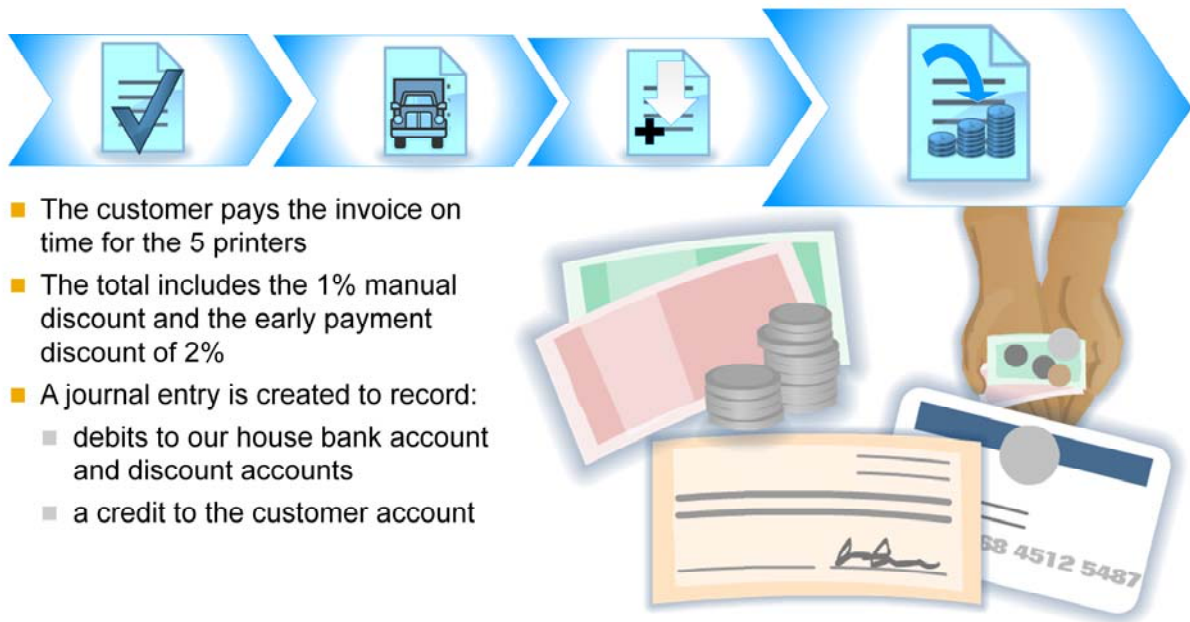 The customer pays the invoice on
time for the 5 printers
The total includes the 1% manual
discount and the early payment
discount of 2%
A journal entry is created to record:
debits to our house bank account
and discount accounts
a credit to the customer account
68 4512 5487